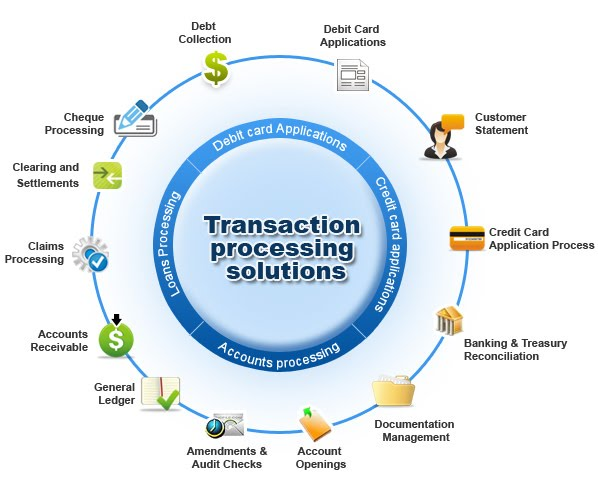 Debt
Collection
Debit Card
Applications
Cheque
Processing
Customer
Statement
Clearing and
Settlements
Debit card Applications
Loans Processing
Credit card applications
Accounts processing
Transaction
processing
solutions
Claims
Processing
Credit Card
Application Process
Accounts
Receivable
Banking & Treasury
Reconciliation
General
Ledger
Documentation
Management
Amendments &
Audit Checks
Account
Openings